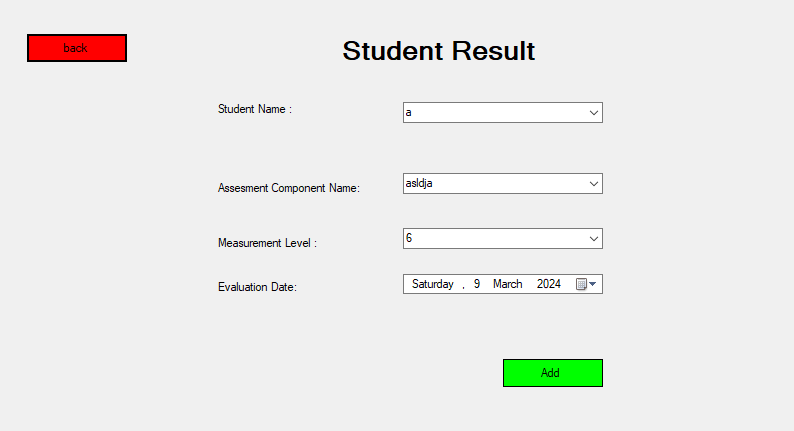 back
Student Result
Student Name :
a
Assesment Component Name:
asldja
Measurement Level :
6
Evaluation Date:
Saturday , 9 March 2024
Add